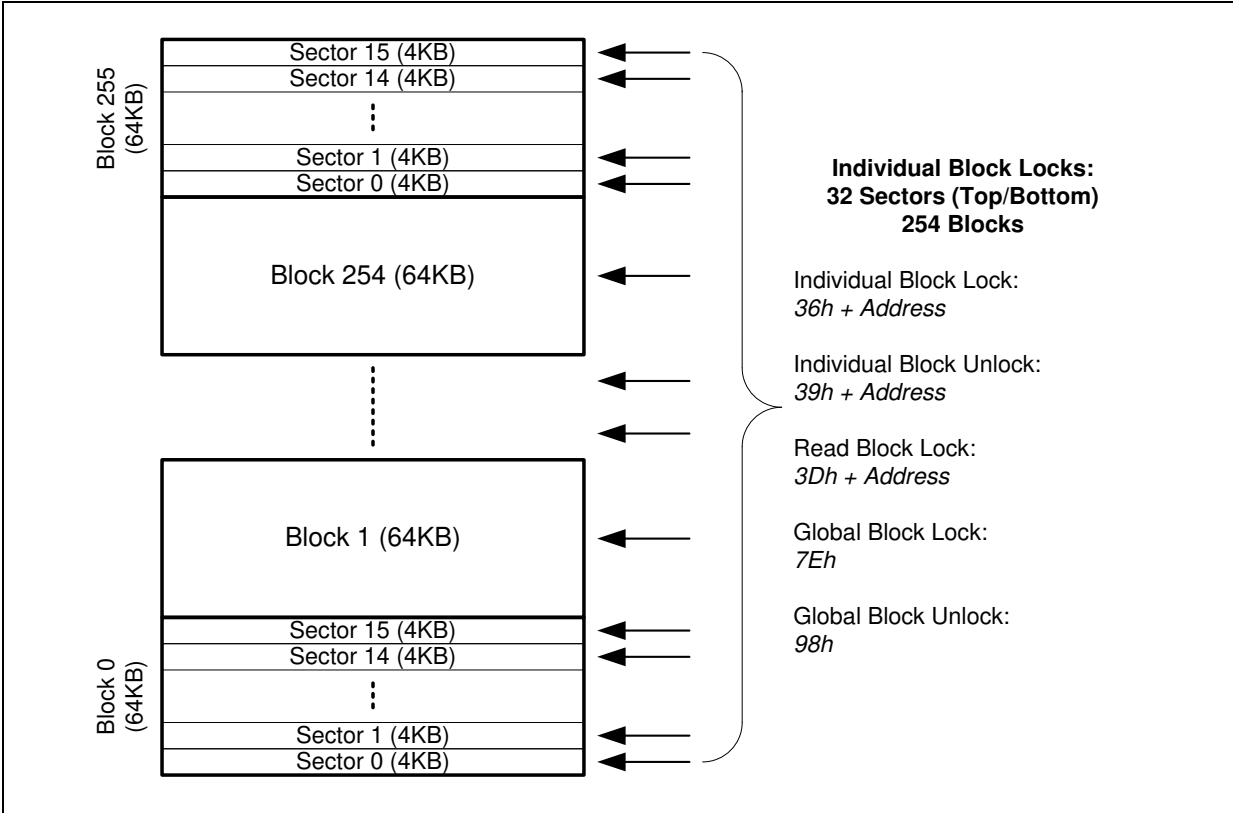 Block 255
(64KB)
Sector 15 (4KB)
Sector 14 (4KB)
Sector 1 (4KB)
Sector 0 (4KB)
Block 254 (64KB)
Block 1 (64KB)
Block 0
(64KB)
Sector 15 (4KB)
Sector 14 (4KB)
Sector 1 (4KB)
Sector 0 (4KB)
Individual Block Locks:
32 Sectors (Top/Bottom)
254 Blocks
Individual Block Lock:
36h + Address
Individual Block Unlock:
39h + Address
Read Block Lock:
3Dh + Address
Global Block Lock:
7Eh
Global Block Unlock:
98h